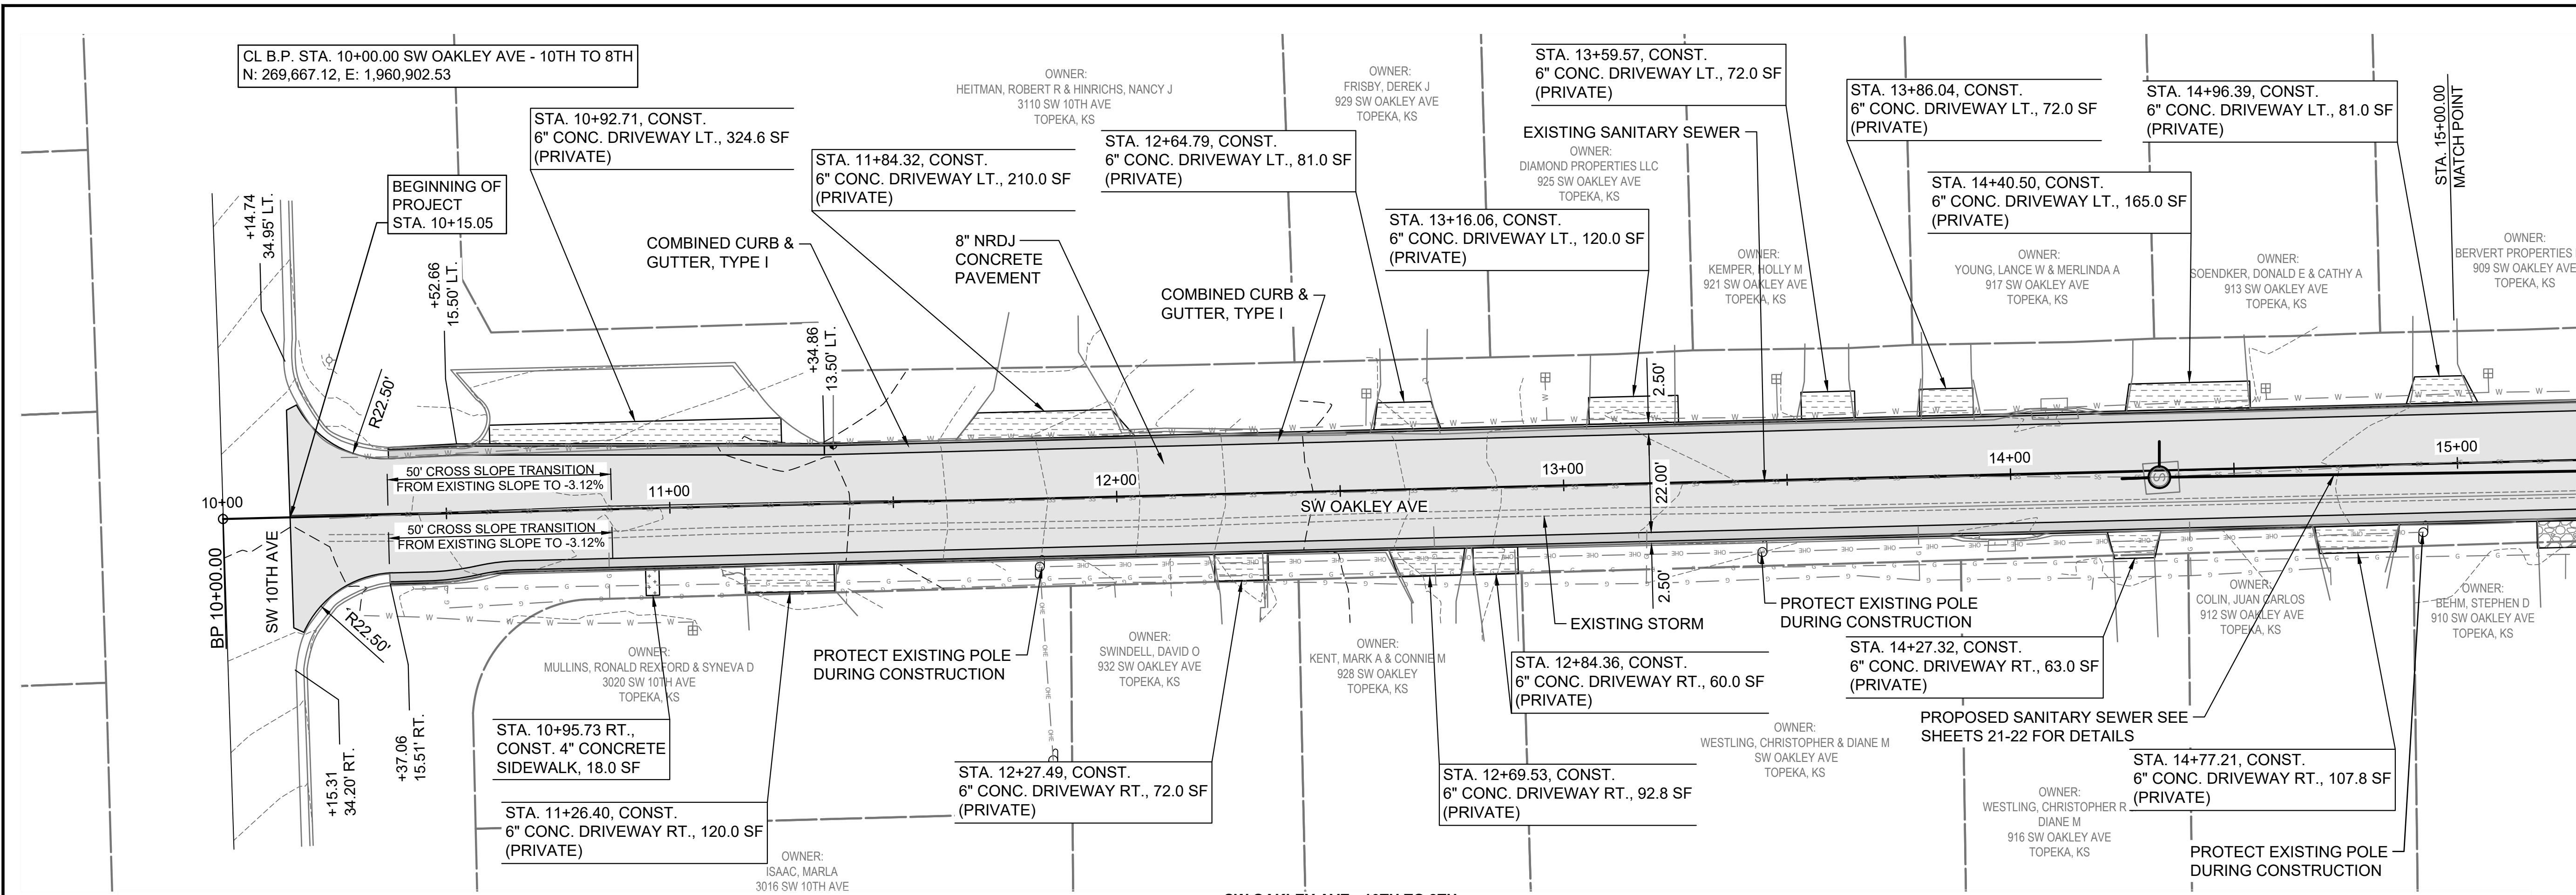 CL B.P. STA. 10+00.00 SW OAKLEY AVE - 10TH TO 8TH
N: 269,667.12, E: 1,960,902.53
BEGINNING OF
PROJECT
STA. 10+15.05
STA. 10+92.71, CONST.
6" CONC. DRIVEWAY LT., 324.6 SF
(PRIVATE)
OWNER:
HEITMAN, ROBERT R & HINRICHS, NANCY J
3110 SW 10TH AVE
TOPEKA, KS
STA. 11+84.32, CONST.
6" CONC. DRIVEWAY LT., 210.0 SF
(PRIVATE)
COMBINED CURB &
GUTTER, TYPE I
8" NRDJ
CONCRETE
PAVEMENT
OWNER:
FRISBY, DEREK J
929 SW OAKLEY AVE
TOPEKA, KS
STA. 12+64.79, CONST.
6" CONC. DRIVEWAY LT., 81.0 SF
(PRIVATE)
COMBINED CURB &
GUTTER, TYPE I
STA. 13+59.57, CONST.
6" CONC. DRIVEWAY LT., 72.0 SF
(PRIVATE)
EXISTING SANITARY SEWER
OWNER:
DIAMOND PROPERTIES LLC
925 SW OAKLEY AVE
TOPEKA, KS
STA. 13+16.06, CONST.
6" CONC. DRIVEWAY LT., 120.0 SF
(PRIVATE)
OWNER:
KEMPER, HOLLY M
921 SW OAKLEY AVE
TOPEKA, KS
STA. 13+86.04, CONST.
6" CONC. DRIVEWAY LT., 72.0 SF
(PRIVATE)
STA. 14+40.50, CONST.
6" CONC. DRIVEWAY LT., 165.0 SF
(PRIVATE)
OWNER:
YOUNG, LANCE W & MERLINDA A
917 SW OAKLEY AVE
TOPEKA, KS
STA. 14+96.39, CONST.
6" CONC. DRIVEWAY LT., 81.0 SF
(PRIVATE)
OWNER:
SOENDKER, DONALD E & CATHY A
913 SW OAKLEY AVE
TOPEKA, KS
STA. 15+00.00
MATCH POINT
OWNER:
BERVERT PROPERTIES
909 SW OAKLEY AVE
TOPEKA, KS
+14.74
34.95' LT.
+52.66
15.50' LT.
+34.86
13.50' LT.
R22.50'
2.50'
22.00'
2.50'
50' CROSS SLOPE TRANSITION
FROM EXISTING SLOPE TO -3.12%
50' CROSS SLOPE TRANSITION
FROM EXISTING SLOPE TO -3.12%
10+00
11+00
12+00
13+00
14+00
15+00
SW OAKLEY AVE
S
BP 10+00.00
SW 10TH AVE
R22.50'
+15.31
34.20' RT.
+37.06
15.51' RT.
OWNER:
MULLINS, RONALD REXFORD & SYNEVA D
3020 SW 10TH AVE
TOPEKA, KS
STA. 10+95.73 RT.,
CONST. 4" CONCRETE
SIDEWALK, 18.0 SF
STA. 11+26.40, CONST.
6" CONC. DRIVEWAY RT., 120.0 SF
(PRIVATE)
OWNER:
ISAAC, MARLA
3016 SW 10TH AVE
PROTECT EXISTING POLE
DURING CONSTRUCTION
OHE
OHE
OWNER:
SWINDELL, DAVID O
932 SW OAKLEY AVE
TOPEKA, KS
STA. 12+27.49, CONST.
6" CONC. DRIVEWAY RT., 72.0 SF
(PRIVATE)
OWNER:
KENT, MARK A & CONNIE M
928 SW OAKLEY
TOPEKA, KS
STA. 12+69.53, CONST.
6" CONC. DRIVEWAY RT., 92.8 SF
(PRIVATE)
STA. 12+84.36, CONST.
6" CONC. DRIVEWAY RT., 60.0 SF
(PRIVATE)
EXISTING STORM
PROTECT EXISTING POLE
DURING CONSTRUCTION
OWNER:
WESTLING, CHRISTOPHER & DIANE M
SW OAKLEY AVE
TOPEKA, KS
STA. 14+27.32, CONST.
6" CONC. DRIVEWAY RT., 63.0 SF
(PRIVATE)
PROPOSED SANITARY SEWER SEE
SHEETS 21-22 FOR DETAILS
OWNER:
WESTLING, CHRISTOPHER R
DIANE M
916 SW OAKLEY AVE
TOPEKA, KS
OWNER:
COLIN, JUAN CARLOS
912 SW OAKLEY AVE
TOPEKA, KS
STA. 14+77.21, CONST.
6" CONC. DRIVEWAY RT., 107.8 SF
(PRIVATE)
OWNER:
BEHM, STEPHEN D
910 SW OAKLEY AVE
TOPEKA, KS
PROTECT EXISTING POLE
DURING CONSTRUCTION